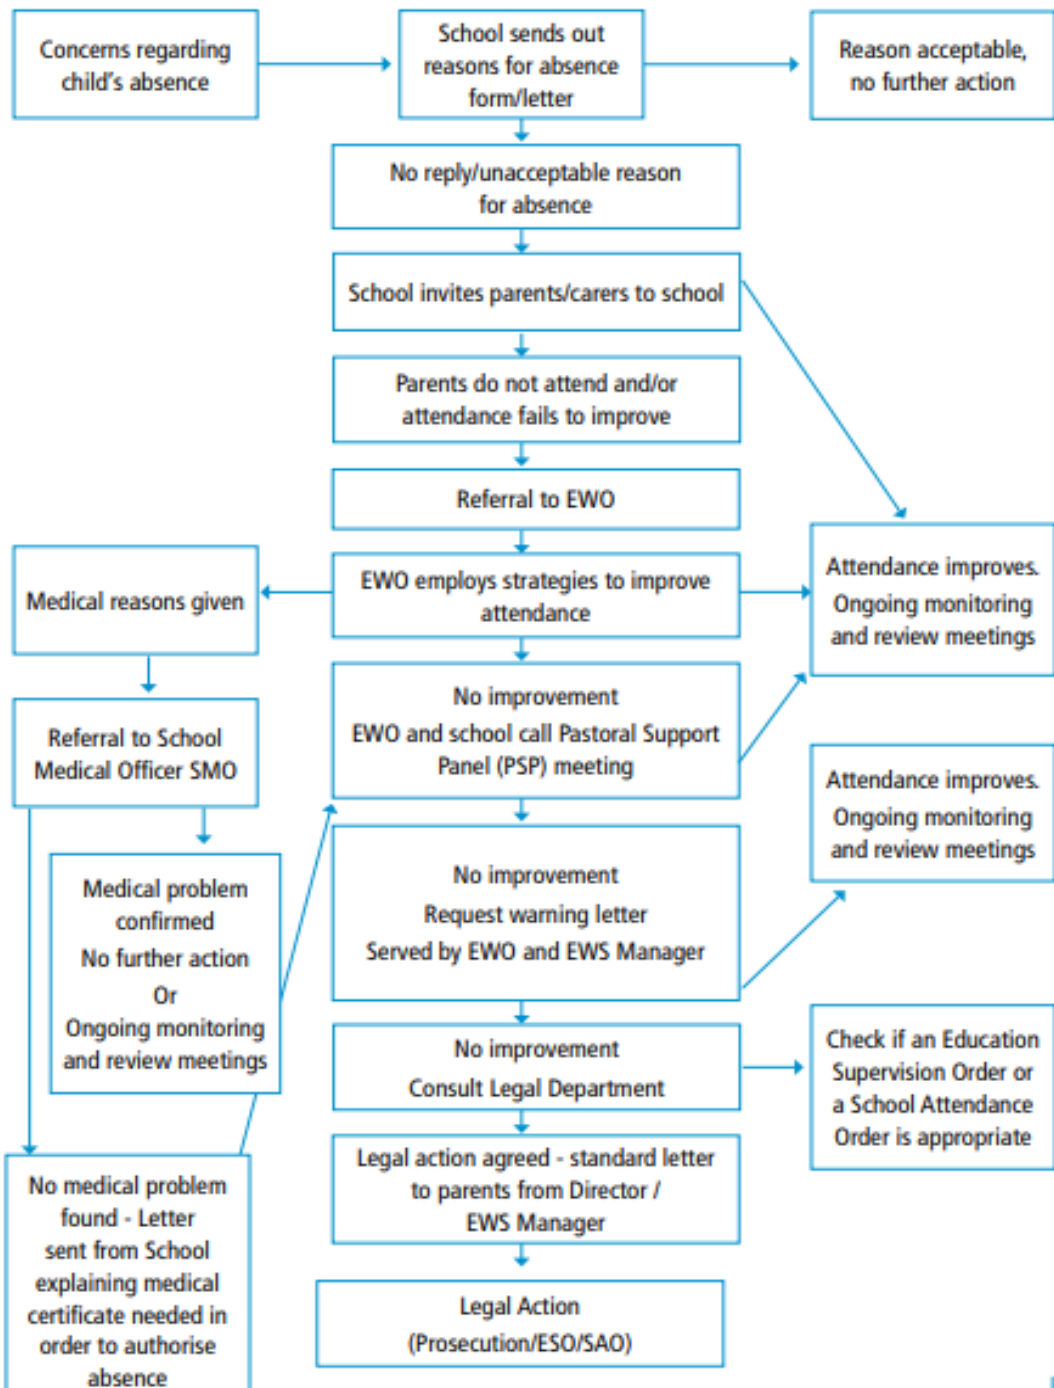 Concerns regarding
child's absence
School sends out
reasons for absence
form/letter
Reason acceptable,
no further action
No reply/unacceptable reason
for absence
School invites parents/carers to school
Parents do not attend and/or
attendance fails to improve
Referral to EWO
EWO employs strategies to improve
attendance
Medical reasons given
Attendance improves.
Ongoing monitoring
and review meetings
No improvement
EWO and school call Pastoral Support
Panel (PSP) meeting
Referral to School
Medical Officer SMO
Attendance improves.
Ongoing monitoring
and review meetings
Medical problem
confirmed
No further action
Or
Ongoing monitoring
and review meetings
No improvement
Request warning letter
Served by EWO and EWS Manager
No improvement
Consult Legal Department
Check if an Education
Supervision Order or
a School Attendance
Order is appropriate
Legal action agreed - standard letter
to parents from Director /
EWS Manager
No medical problem
found - Letter
sent from School
explaining medical
certificate needed in
order to authorise
absence
Legal Action
(Prosecution/ESO/SAO)